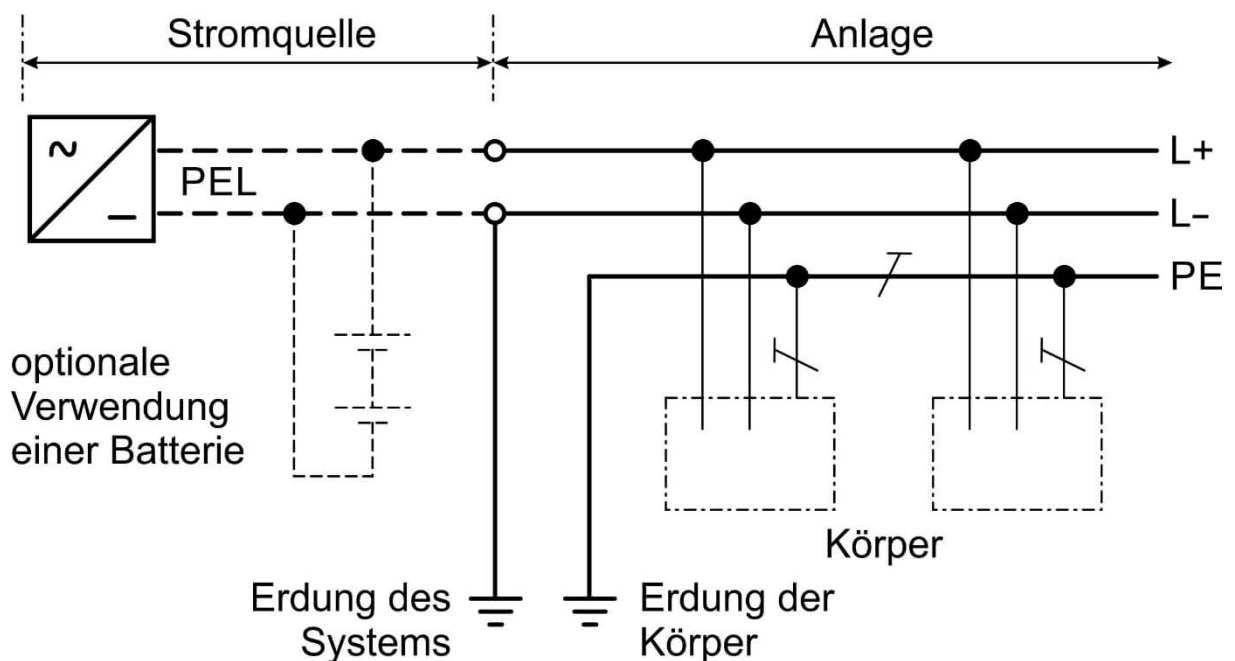 Stromquelle
Anlage
~
–
PEL
L+
L–
PE
optionale
Verwendung
einer Batterie
Körper
Erdung des
Systems
Erdung der
Körper